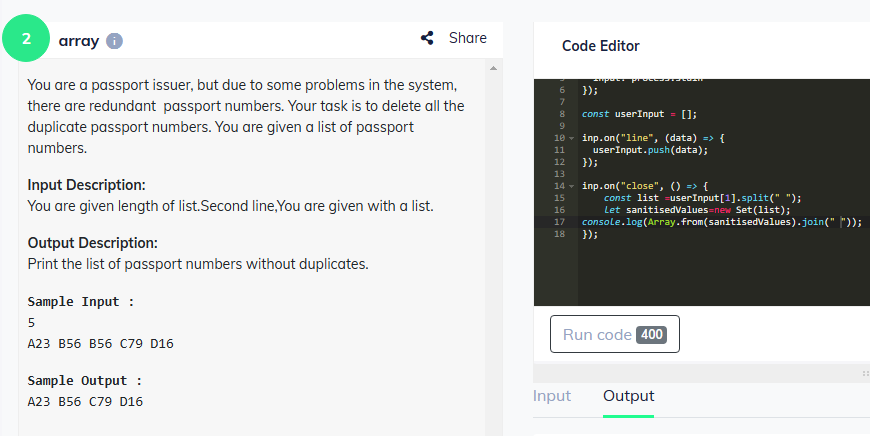 2
array i
Share
You are a passport issuer, but due to some problems in the system,
there are redundant passport numbers. Your task is to delete all the
duplicate passport numbers. You are given a list of passport
numbers.
Input Description:
You are given length of list.Second line,You are given with a list.
Output Description:
Print the list of passport numbers without duplicates.
Sample Input :
5
A23 B56 B56 C79 D16
Sample Output :
A23 B56 C79 D16
Code Editor
6 });
7
8 const userInput = [];
9
10 inp.on("line", (data) => {
11 userInput.push(data);
12 });
13
14 inp.on("close", () => {
15 const list =userInput[1].split(" ");
16 let sanitisedValues=new Set(list);
17 console.log(Array.from(sanitisedValues).join(" "));
18 });
Run code 400
Input Output